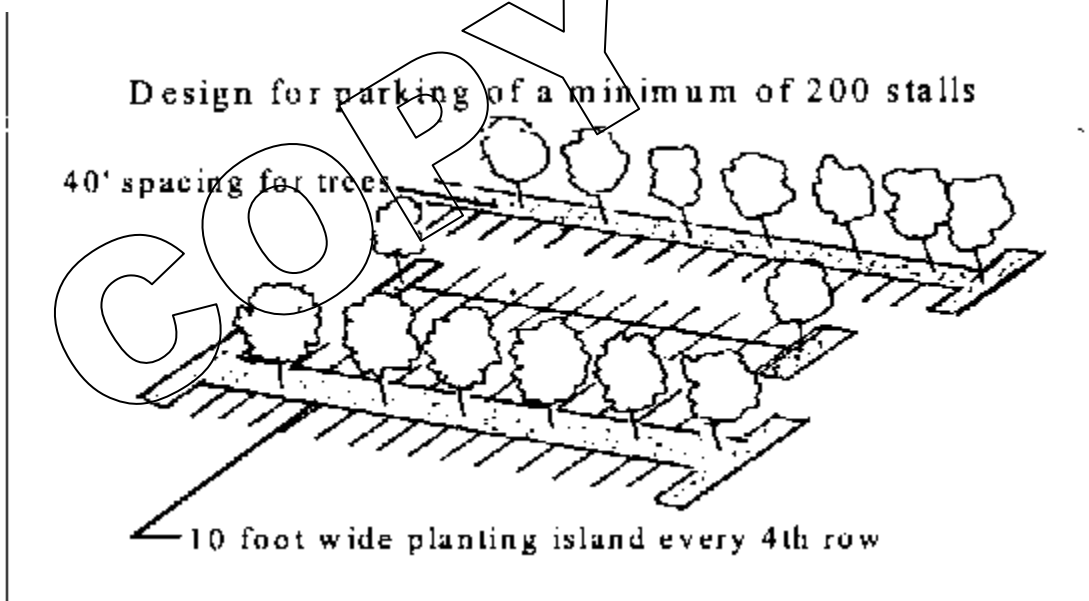 Design for parking of a minimum of 200 stalls
40' spacing for trees
10 foot wide planting island every 4th row
COPY